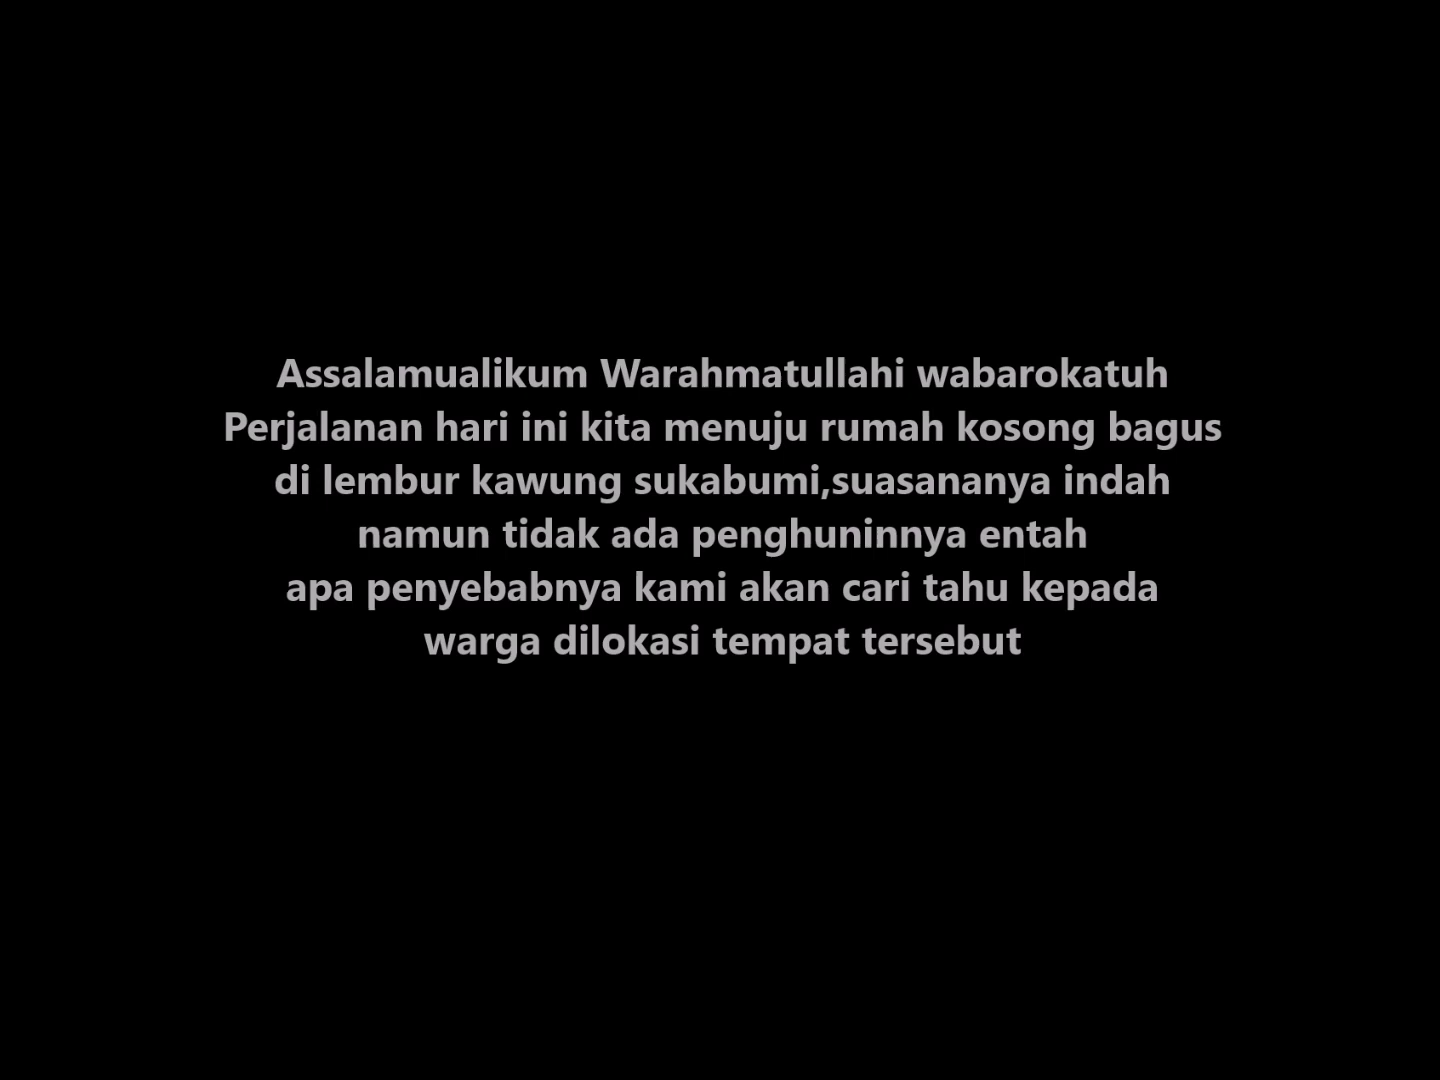 Assalamualikum Warahmatullahi wabarokatuh
Perjalanan hari ini kita menuju rumah kosong bagus
di lembur kawung sukabumi,suasananya indah
namun tidak ada penghuninnya entah
apa penyebabnya kami akan cari tahu kepada
warga dilokasi tempat tersebut